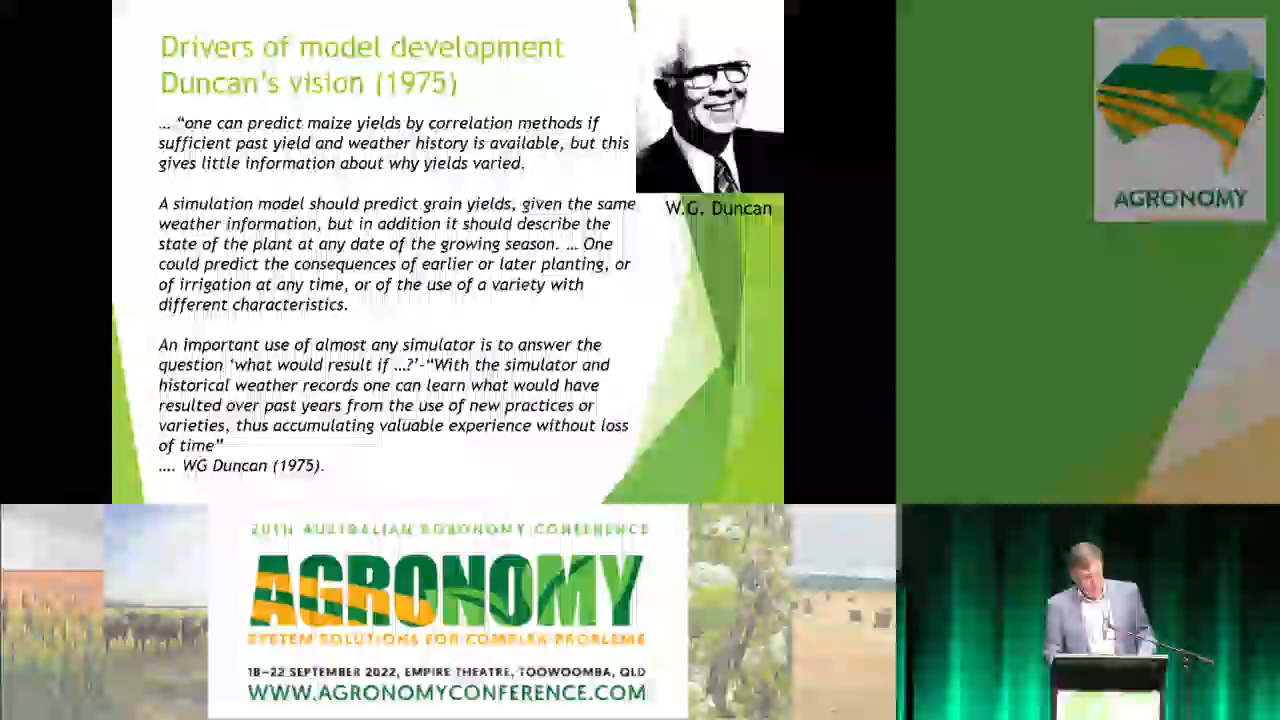 Drivers of model development
Duncan's vision (1975)
… “one can predict maize yields by correlation methods if
sufficient past yield and weather history is available, but this
gives little information about why yields varied.
A simulation model should predict grain yields, given the same
weather information, but in addition it should describe the
state of the plant at any date of the growing season. … One
could predict the consequences of earlier or later planting, or
of irrigation at any time, or of the use of a variety with
different characteristics.
An important use of almost any simulator is to answer the
question ‘what would result if …?’-“With the simulator and
historical weather records one can learn what would have
resulted over past years from the use of new practices or
varieties, thus accumulating valuable experience without loss
of time”
…. WG Duncan (1975).
W.G. Duncan
AGRONOMY
20TH AUSTRALIAN AGRONOMY CONFERENCE
AGRONOMY
SYSTEM SOLUTIONS FOR COMPLEX PROBLEMS
18–22 SEPTEMBER 2022, EMPIRE THEATRE, TOOWOOMBA, QLD
WWW.AGRONOMYCONFERENCE.COM